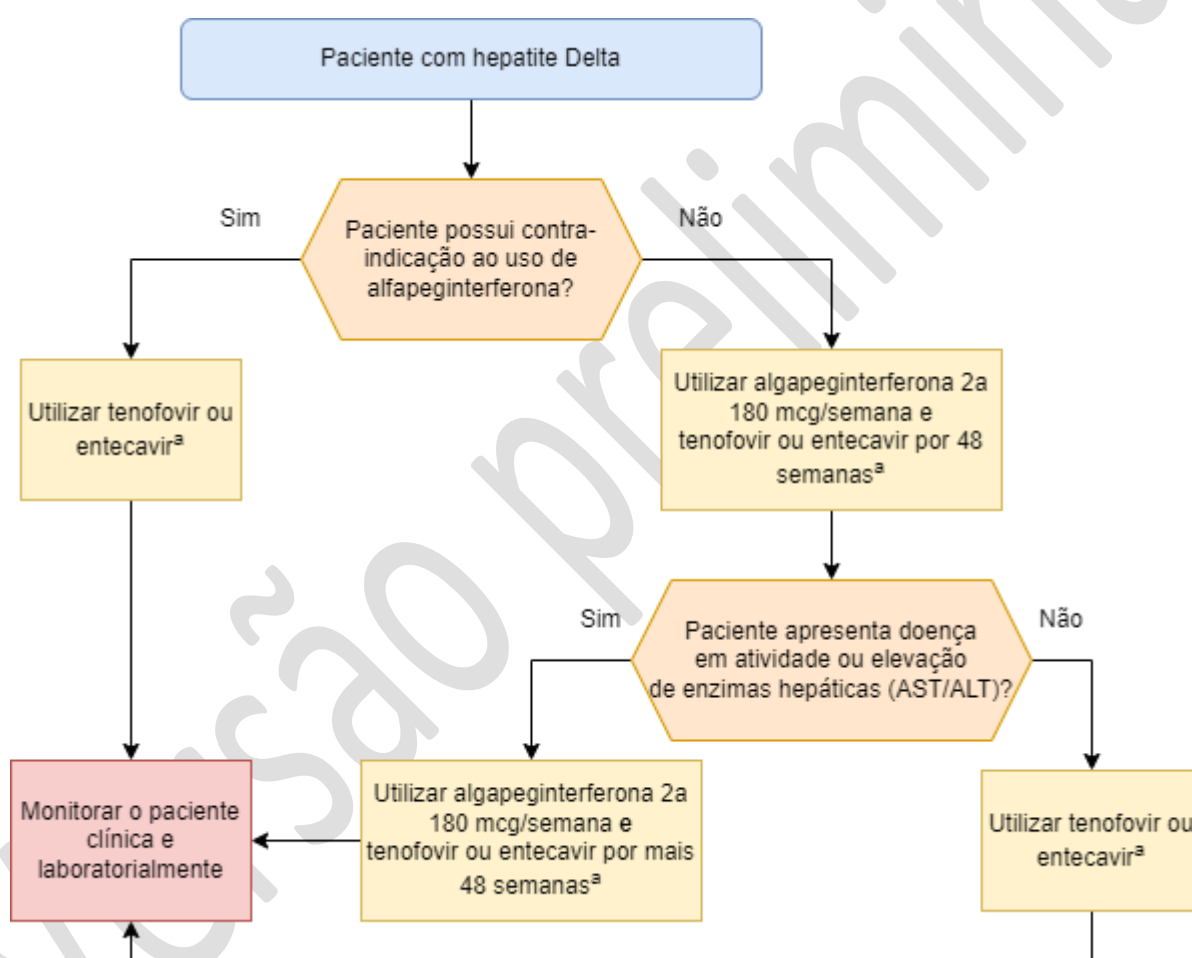 Paciente com hepatite Delta
Sim
Não
Paciente possui contra-
indicação ao uso de
alfapeginterferona?
Utilizar tenofovir ou
entecavirª
Utilizar algapeginterferona 2a
180 mcg/semana e
tenofovir ou entecavir por 48
semanasª
Sim
Não
Paciente apresenta doença
em atividade ou elevação
de enzimas hepáticas (AST/ALT)?
Monitorar o paciente
clínica e
laboratorialmente
Utilizar algapeginterferona 2a
180 mcg/semana e
tenofovir ou entecavir por mais
48 semanasª
Utilizar tenofovir ou
entecavirª
Versão prelimin